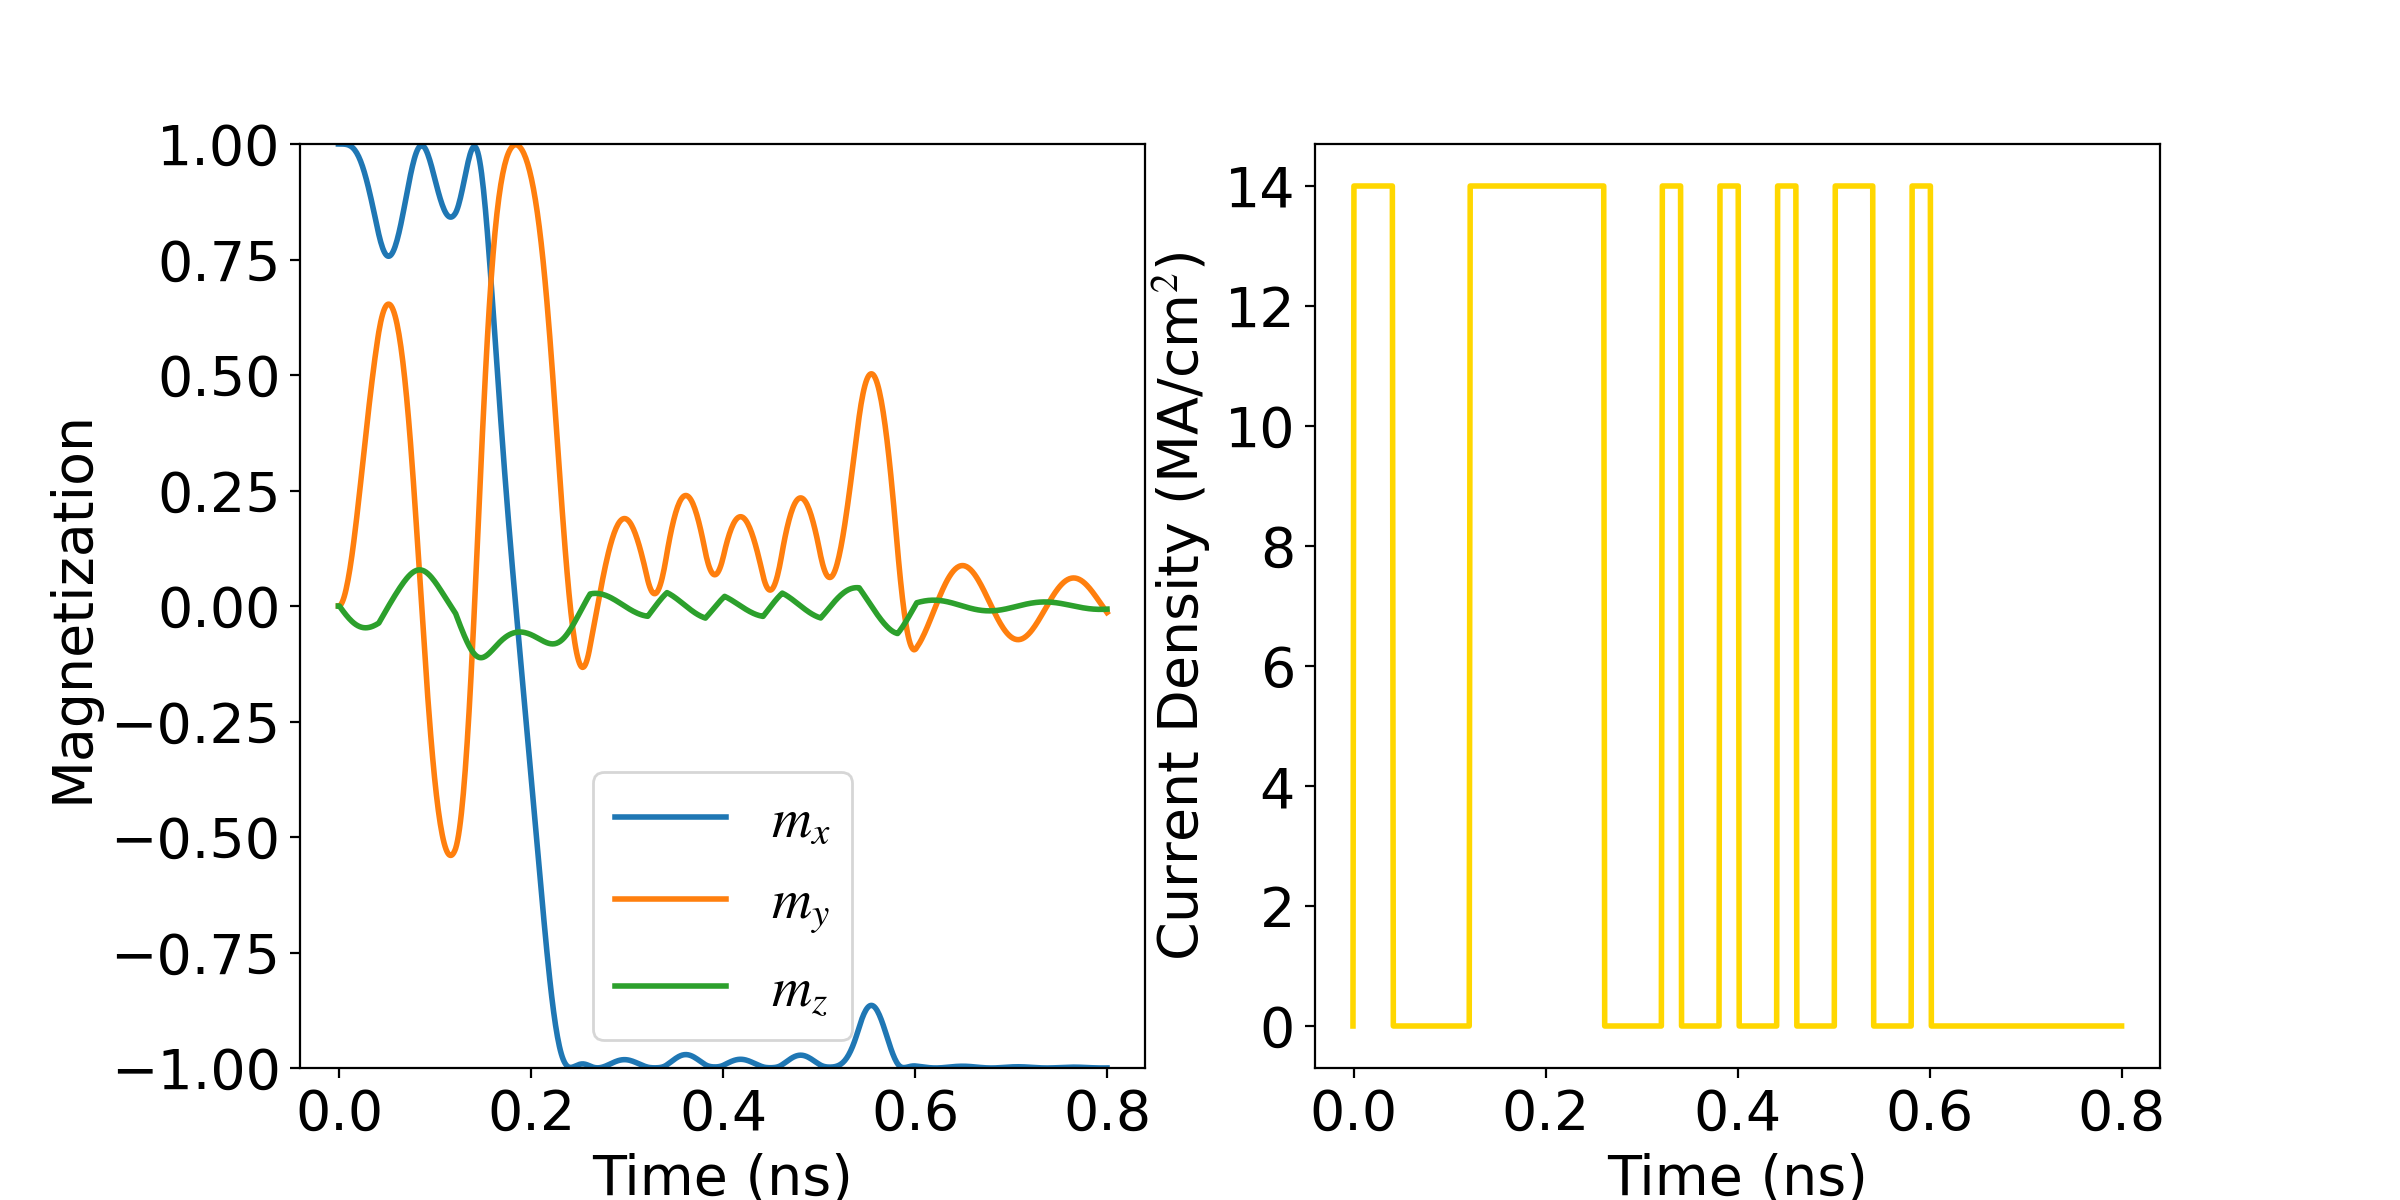 1.00
0.75
0.50
0.25
0.00
−0.25
−0.50
−0.75
−1.00
Magnetization
0.0 0.2 0.4 0.6 0.8
Time (ns)
m_x
m_y
m_z
14
12
10
8
6
4
2
0
Current Density (MA/cm²)
0.0 0.2 0.4 0.6 0.8
Time (ns)